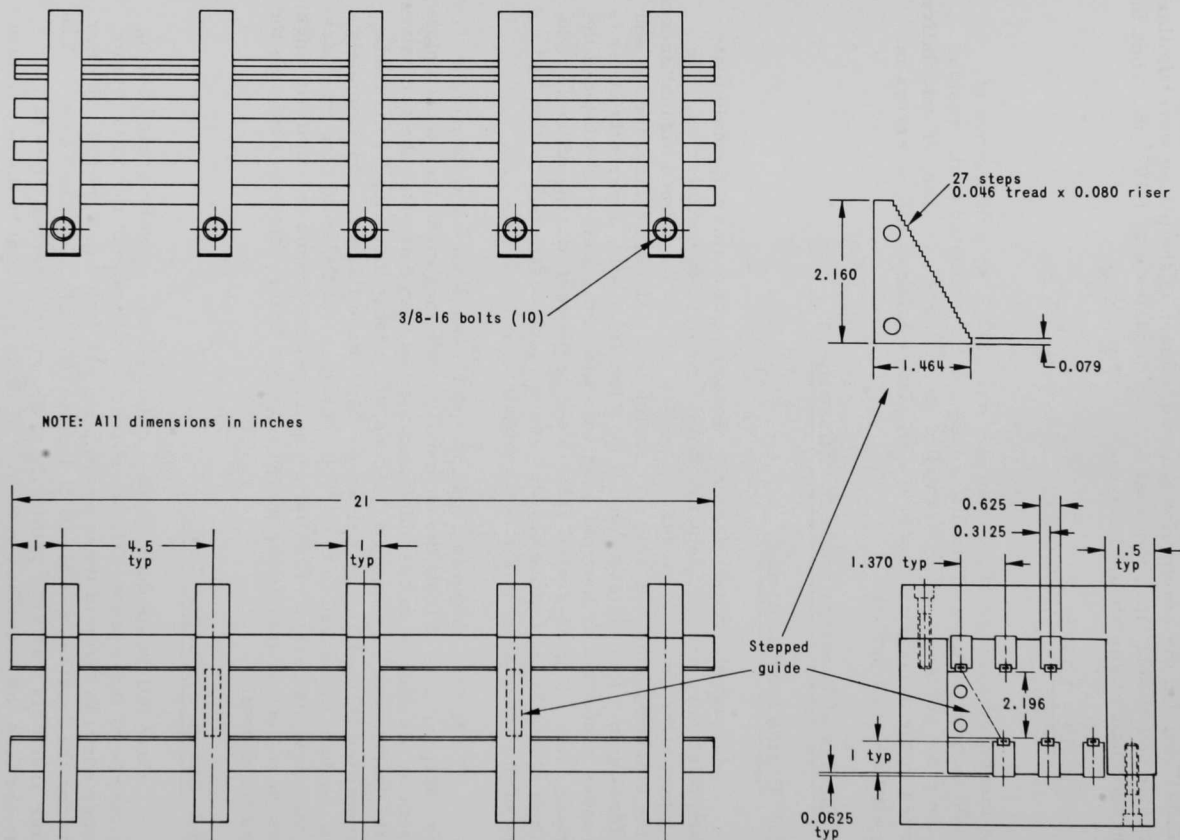 27 steps
0.046 tread x 0.080 riser
2.160
3/8-16 bolts (10)
1.464
0.079
NOTE: All dimensions in inches
21
0.625
1
4.5
typ
1
typ
0.3125
1.370 typ
1.5
typ
Stepped
guide
2.196
1 typ
0.0625
typ